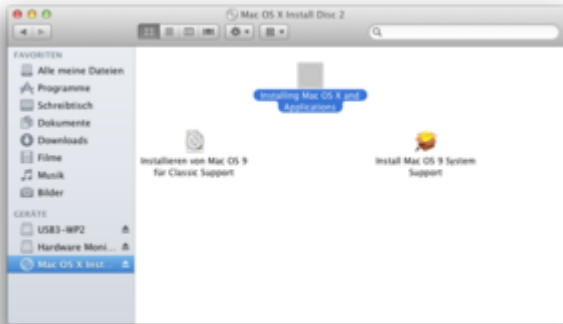 Mac OS X Install Disc 2
FAVORITEN
Alle meine Dateien
Programme
Schreibtisch
Dokumente
Downloads
Filme
Musik
Bilder
GERÄTE
USB3-WP2
Hardware Moni...
Mac OS X Inst...
Installing Mac OS X and
Applications
Installieren von Mac OS 9
für Classic Support
Install Mac OS 9 System
Support